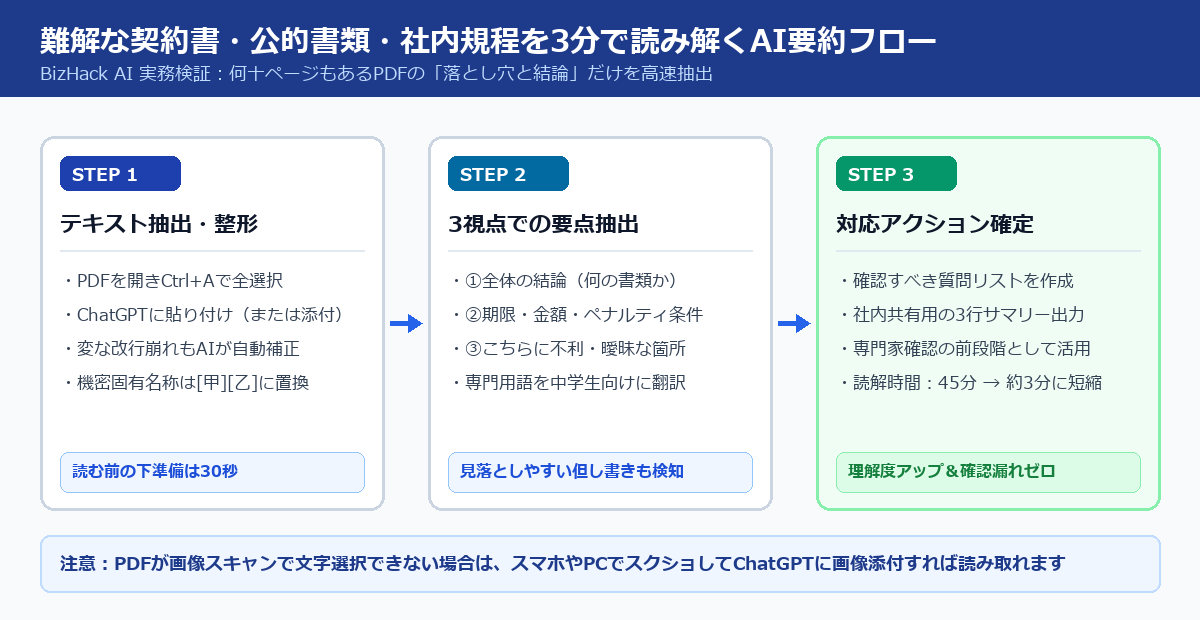 難解な契約書・公的書類・社内規程を3分で読み解くAI要約フロー
BizHack AI 実務検証：何十ページもあるPDFの「落とし穴と結論」だけを高速抽出
STEP 1
テキスト抽出・整形
・PDFを開きCtrl+Aで全選択
・ChatGPTに貼り付け（または添付）
・変な改行崩れもAIが自動補正
・機密固有名称は[甲][乙]に置換
読む前の下準備は30秒
STEP 2
3視点での要点抽出
・①全体の結論（何の書類か）
・②期限・金額・ペナルティ条件
・③こちらに不利・曖昧な箇所
・専門用語を中学生向けに翻訳
見落としやすい但し書きも検知
STEP 3
対応アクション確定
・確認すべき質問リストを作成
・社内共有用の3行サマリー出力
・専門家確認の前段階として活用
・読解時間：45分 → 約3分に短縮
理解度アップ＆確認漏れゼロ
注意：PDFが画像スキャンで文字選択できない場合は、スマホやPCでスクショしてChatGPTに画像添付すれば読み取れます